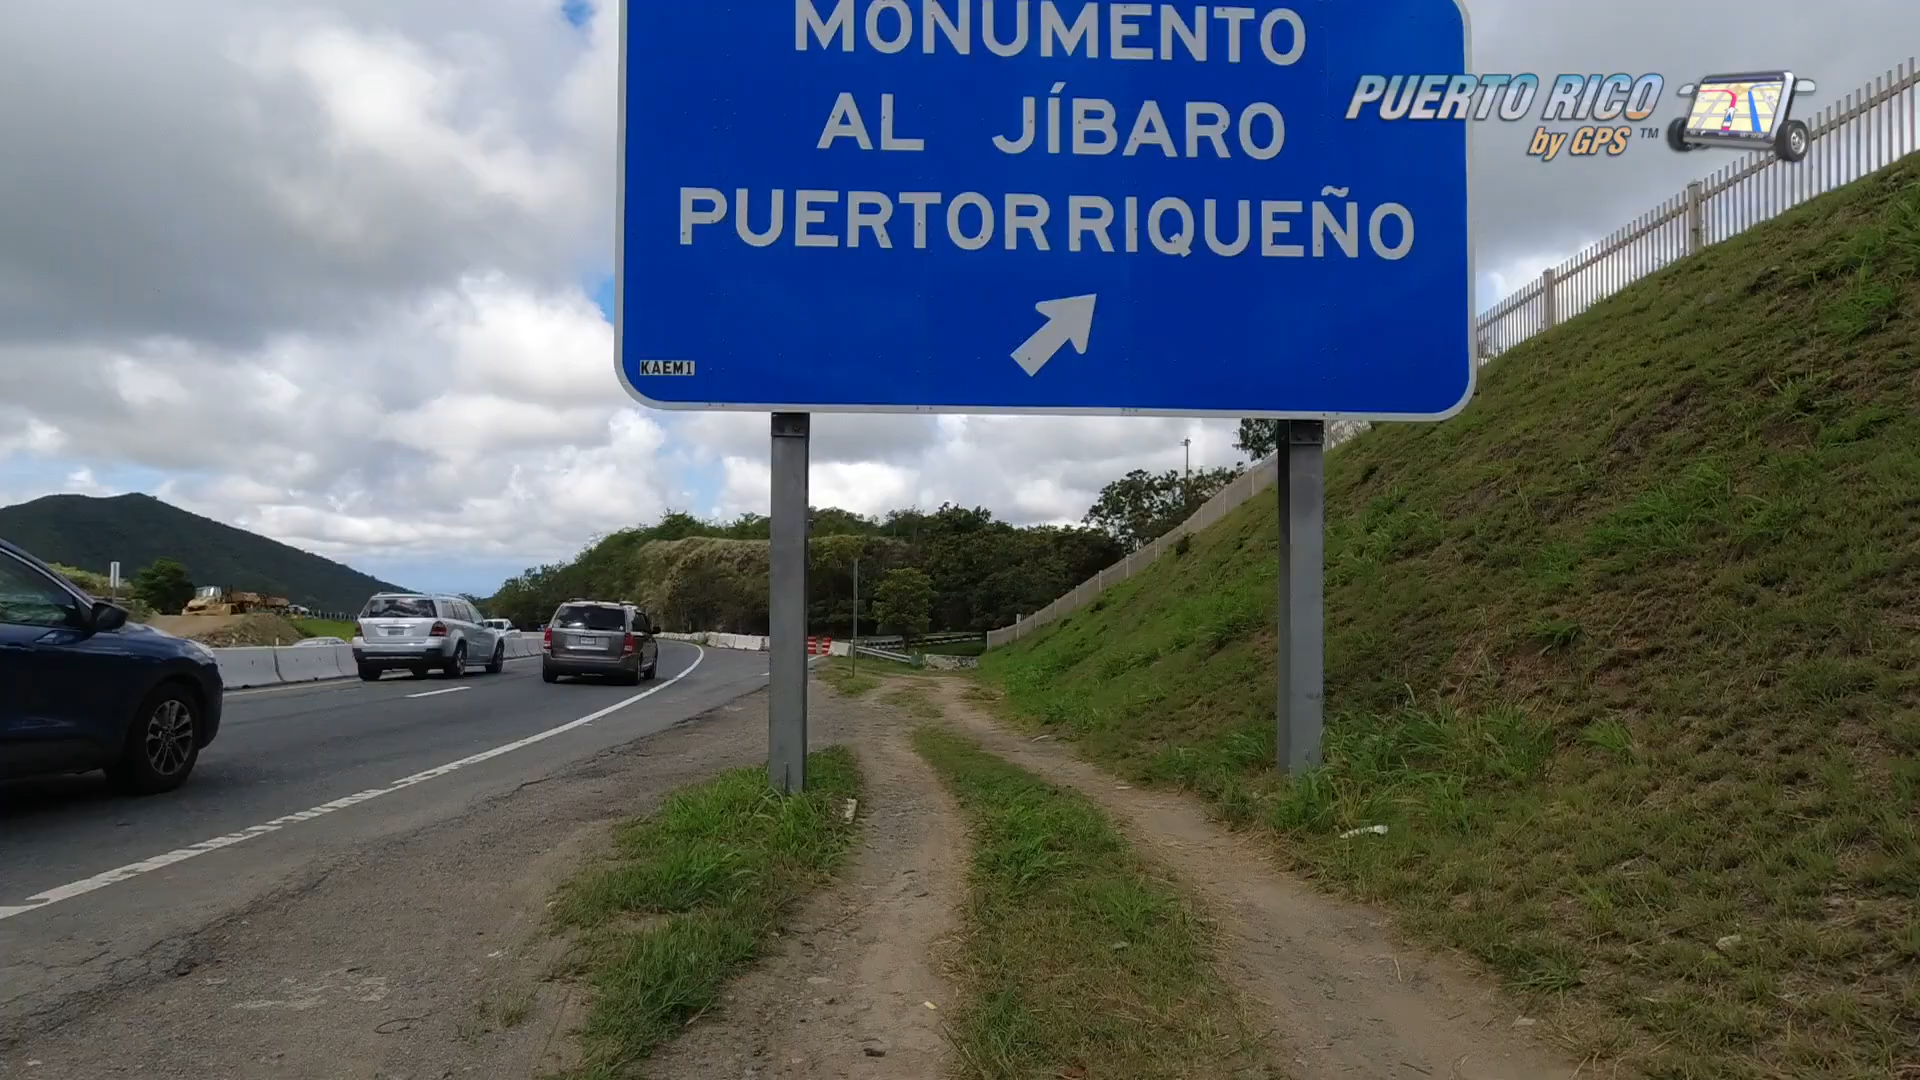 MONUMENTO
AL JÍBARO
PUERTORRIQUEÑO
KAEM1
PUERTO RICO
by GPS TM